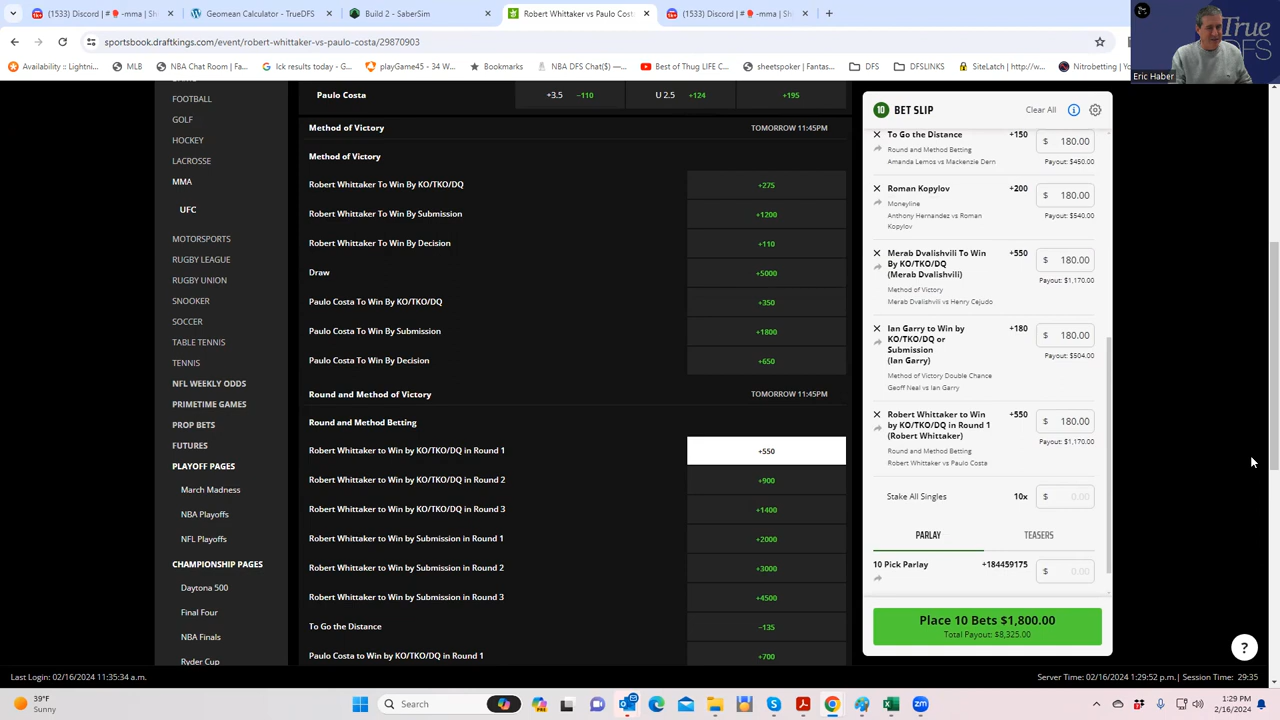 (1533) Discord | # 🥊-mma | Sh
Geomean Calculator - TrueDFS
Build 2 - SaberSim
Robert Whittaker vs Paulo Cost
(1533) Discord | # 🥊-mma | Sh
sportsbook.draftkings.com/event/robert-whittaker-vs-paulo-costa/29870903
Availability :: Lightni...
MLB
NBA Chat Room | Fa...
Ick results today - G...
playGame45 - 34 W...
Bookmarks
NBA DFS Chat($) —...
Best of Thug LIFE C...
sheetspoker | Fantas...
DFS
DFSLINKS
SiteLatch | http://w...
Nitrobetting | You
True
DFS
Eric Haber
FOOTBALL
GOLF
HOCKEY
LACROSSE
MMA
UFC
MOTORSPORTS
RUGBY LEAGUE
RUGBY UNION
SNOOKER
SOCCER
TABLE TENNIS
TENNIS
NFL WEEKLY ODDS
PRIMETIME GAMES
PROP BETS
FUTURES
PLAYOFF PAGES
March Madness
NBA Playoffs
NFL Playoffs
CHAMPIONSHIP PAGES
Daytona 500
Final Four
NBA Finals
Ryder Cup
Paulo Costa +3.5 −110 U 2.5 +124 +195
Method of Victory TOMORROW 11:45PM
Method of Victory
Robert Whittaker To Win By KO/TKO/DQ +275
Robert Whittaker To Win By Submission +1200
Robert Whittaker To Win By Decision +110
Draw +5000
Paulo Costa To Win By KO/TKO/DQ +350
Paulo Costa To Win By Submission +1800
Paulo Costa To Win By Decision +650
Round and Method of Victory TOMORROW 11:45PM
Round and Method Betting
Robert Whittaker to Win by KO/TKO/DQ in Round 1 +550
Robert Whittaker to Win by KO/TKO/DQ in Round 2 +900
Robert Whittaker to Win by KO/TKO/DQ in Round 3 +1400
Robert Whittaker to Win by Submission in Round 1 +2000
Robert Whittaker to Win by Submission in Round 2 +3000
Robert Whittaker to Win by Submission in Round 3 +4500
To Go the Distance −135
Paulo Costa to Win by KO/TKO/DQ in Round 1 +700
10 BET SLIP Clear All
To Go the Distance +150 $ 180.00
Round and Method Betting
Amanda Lemos vs Mackenzie Dern Payout: $450.00
Roman Kopylov +200 $ 180.00
Moneyline
Anthony Hernandez vs Roman Payout: $540.00
Kopylov
Merab Dvalishvili To Win +550 $ 180.00
By KO/TKO/DQ
(Merab Dvalishvili) Payout: $1,170.00
Method of Victory
Merab Dvalishvili vs Henry Cejudo
Ian Garry to Win by +180 $ 180.00
KO/TKO/DQ or
Submission Payout: $504.00
(Ian Garry)
Method of Victory Double Chance
Geoff Neal vs Ian Garry
Robert Whittaker to Win +550 $ 180.00
by KO/TKO/DQ in Round 1
(Robert Whittaker) Payout: $1,170.00
Round and Method Betting
Robert Whittaker vs Paulo Costa
Stake All Singles 10x $ 0.00
PARLAY TEASERS
10 Pick Parlay +184459175 $ 0.00
Place 10 Bets $1,800.00
Total Payout: $8,325.00
?
Last Login: 02/16/2024 11:35:34 a.m.
Server Time: 02/16/2024 1:29:52 p.m.| Session Time: 29:35
39°F
Sunny
Search
1:29 PM
2/16/2024